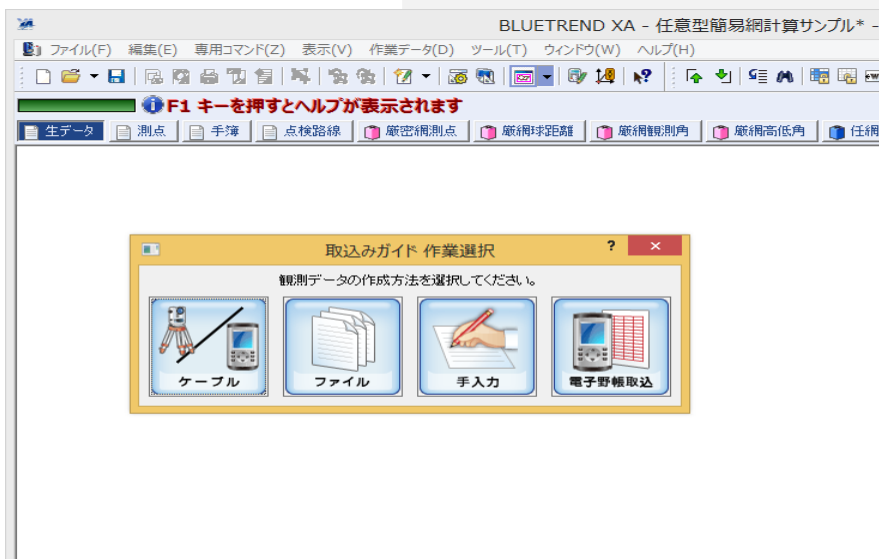 BLUETREND XA - 任意型簡易網計算サンプル* -
ファイル(F) 編集(E) 専用コマンド(Z) 表示(V) 作業データ(D) ツール(T) ウィンドウ(W) ヘルプ(H)
F1 キーを押すとヘルプが表示されます
生データ 測点 手簿 点検路線 厳密網測点 厳網球距離 厳網観測角 厳網高低角 任網
取込みガイド 作業選択
観測データの作成方法を選択してください。
ケーブル ファイル 手入力 電子野帳取込